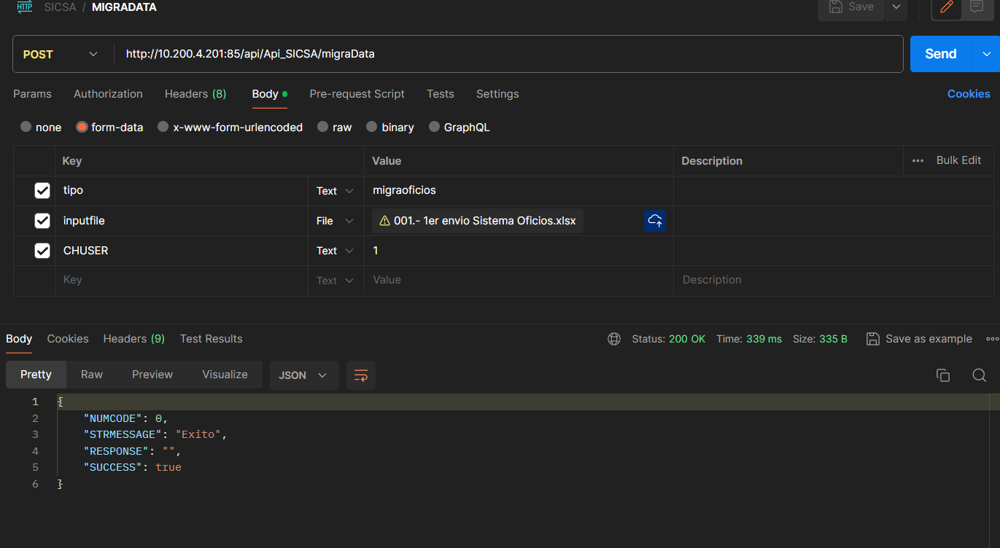 HTTP SICSA / MIGRADATA Save
POST http://10.200.4.201:85/api/Api_SICSA/migraData Send
Params Authorization Headers (8) Body Pre-request Script Tests Settings Cookies
none form-data x-www-form-urlencoded raw binary GraphQL
Key Value Description Bulk Edit
tipo Text migraoficios
inputfile File 001.- 1er envio Sistema Oficios.xlsx
CHUSER Text 1
Key Text Value Description
Body Cookies Headers (9) Test Results Status: 200 OK Time: 339 ms Size: 335 B Save as example
Pretty Raw Preview Visualize JSON
1 {
2 "NUMCODE": 0,
3 "STRMESSAGE": "Exito",
4 "RESPONSE": "",
5 "SUCCESS": true
6 }